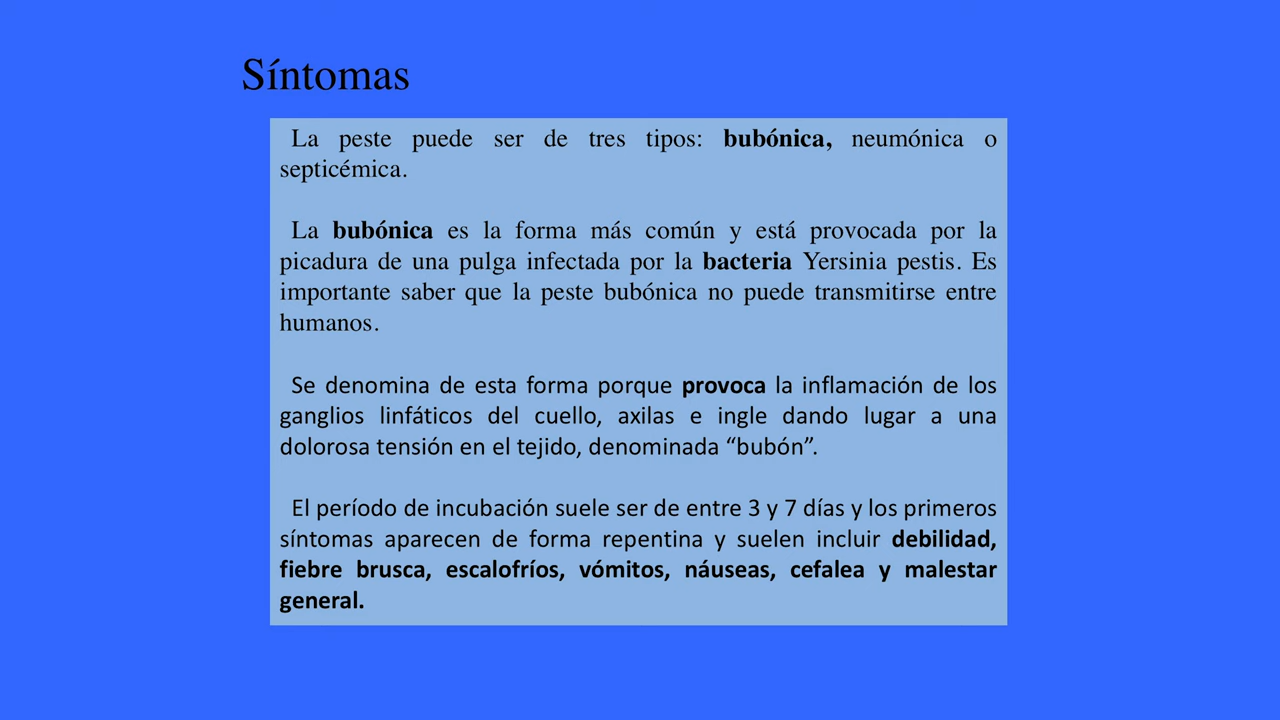 Síntomas
La peste puede ser de tres tipos: bubónica, neumónica o
septicémica.
La bubónica es la forma más común y está provocada por la
picadura de una pulga infectada por la bacteria Yersinia pestis. Es
importante saber que la peste bubónica no puede transmitirse entre
humanos.
Se denomina de esta forma porque provoca la inflamación de los
ganglios linfáticos del cuello, axilas e ingle dando lugar a una
dolorosa tensión en el tejido, denominada “bubón”.
El período de incubación suele ser de entre 3 y 7 días y los primeros
síntomas aparecen de forma repentina y suelen incluir debilidad,
fiebre brusca, escalofríos, vómitos, náuseas, cefalea y malestar
general.